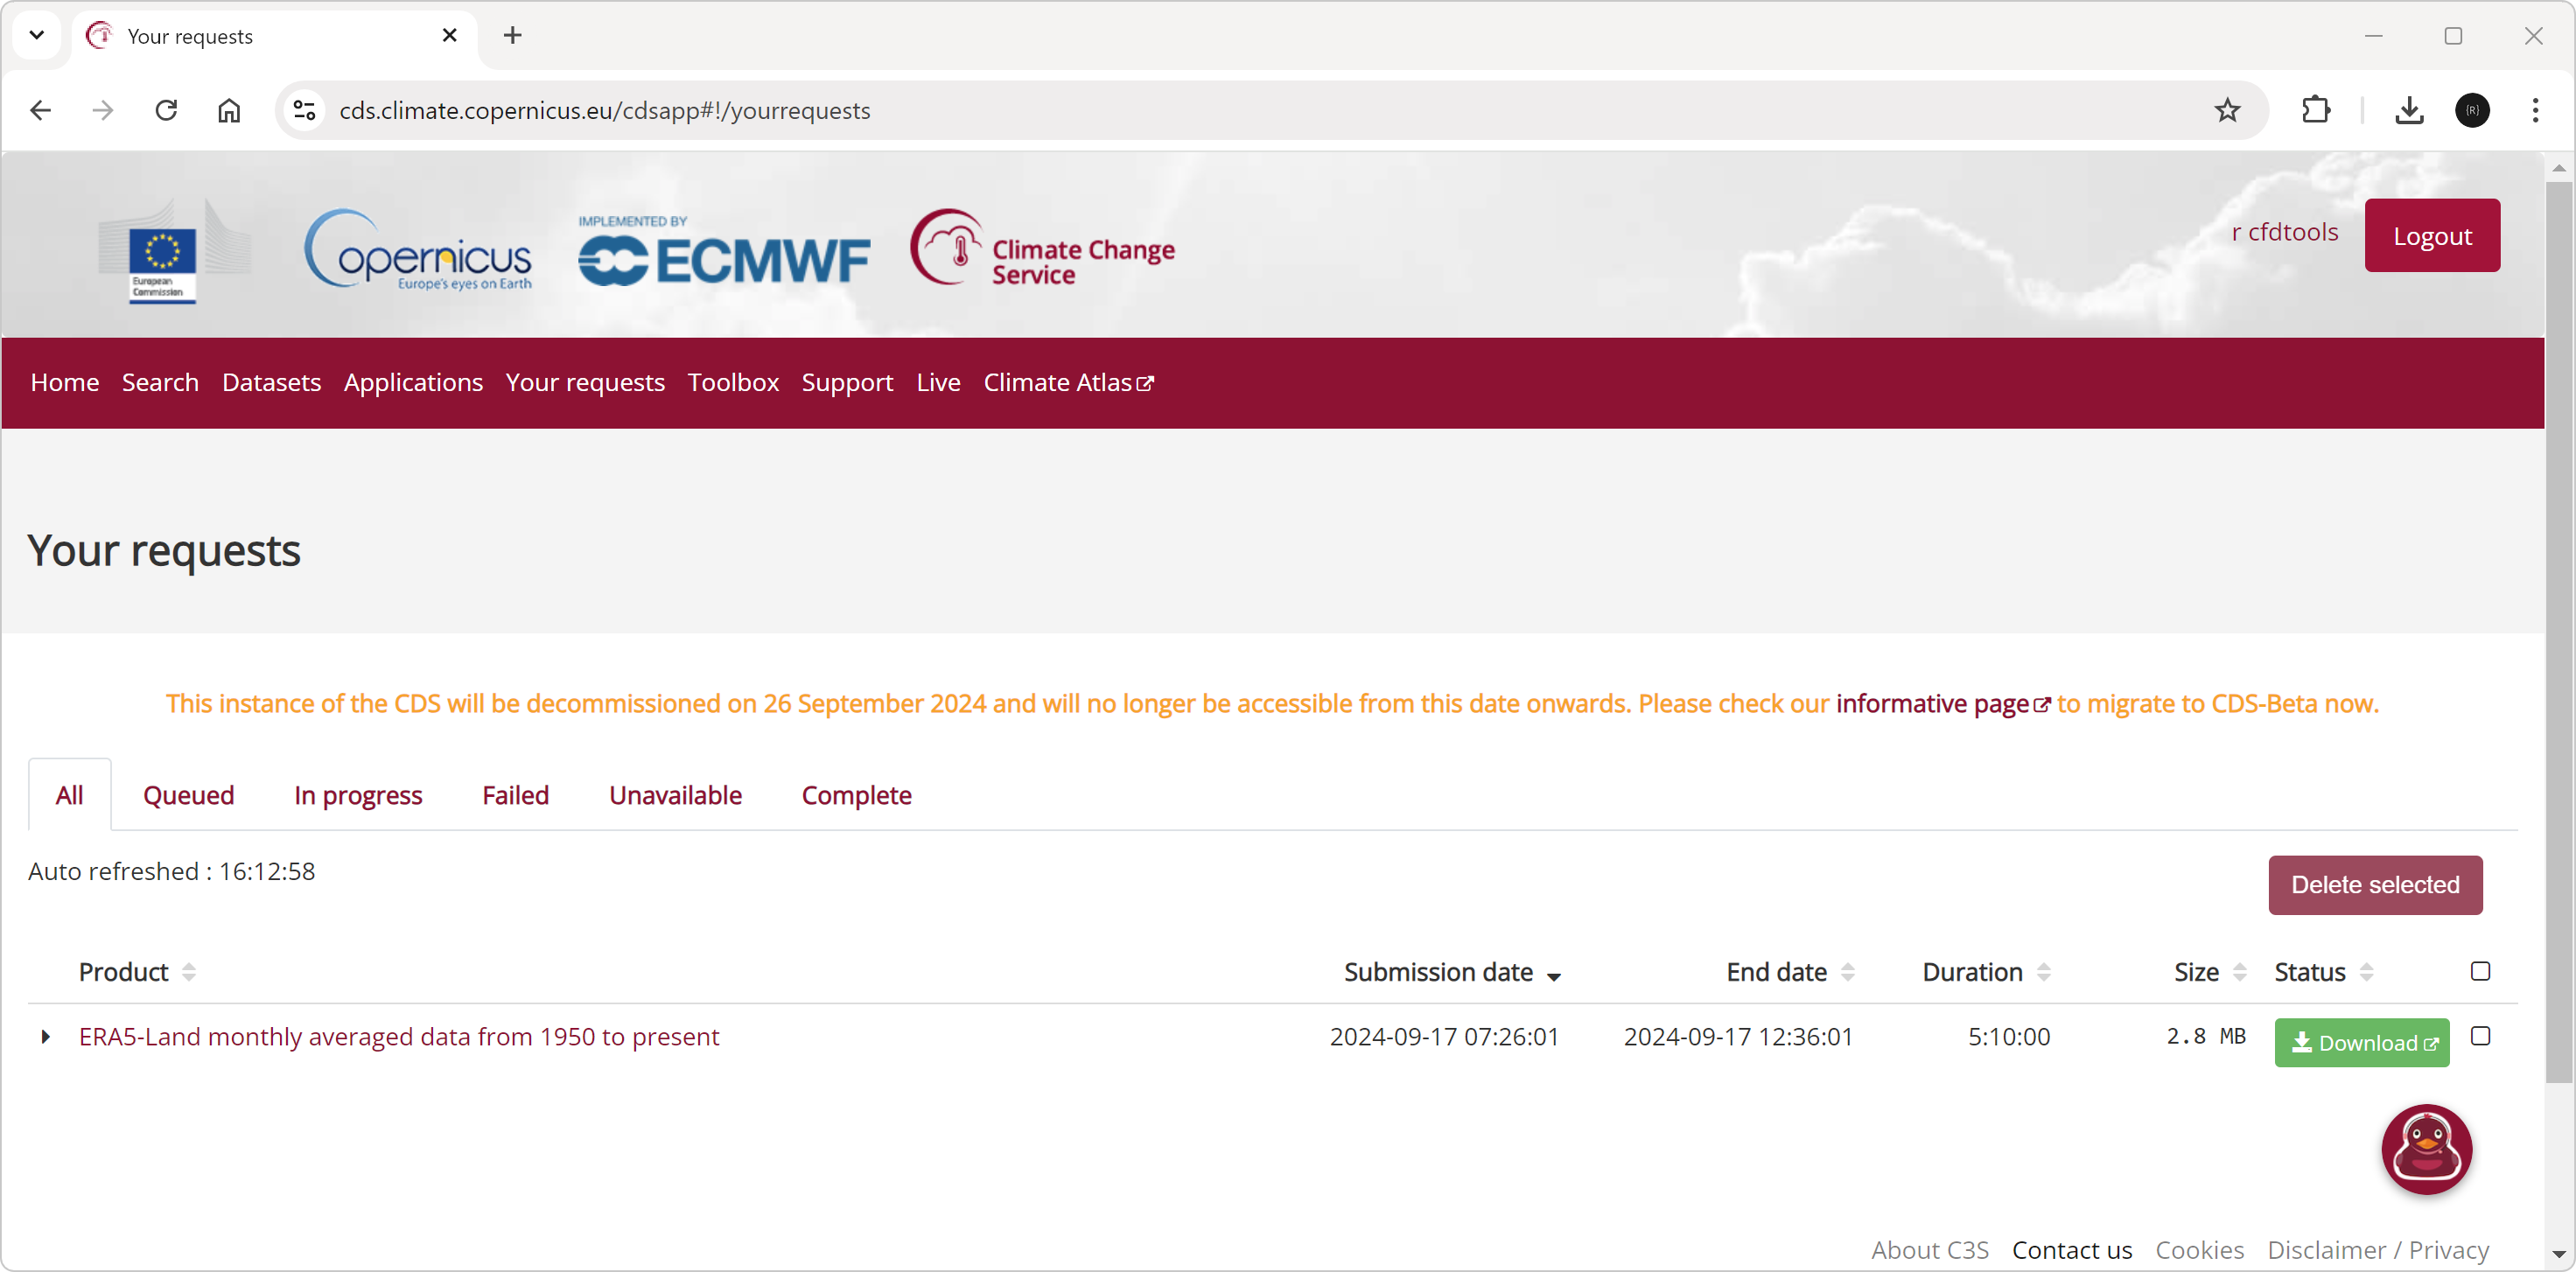 Your requests
cds.climate.copernicus.eu/cdsapp#!/yourrequests
{R}
European
Commission
Copernicus
Europe's eyes on Earth
IMPLEMENTED BY
ECMWF
Climate Change
Service
r cfdtools
Logout
Home Search Datasets Applications Your requests Toolbox Support Live Climate Atlas
Your requests
This instance of the CDS will be decommissioned on 26 September 2024 and will no longer be accessible from this date onwards. Please check our informative page to migrate to CDS-Beta now.
All Queued In progress Failed Unavailable Complete
Auto refreshed : 16:12:58
Delete selected
Product Submission date End date Duration Size Status
ERA5-Land monthly averaged data from 1950 to present 2024-09-17 07:26:01 2024-09-17 12:36:01 5:10:00 2.8 MB Download
About C3S Contact us Cookies Disclaimer / Privacy